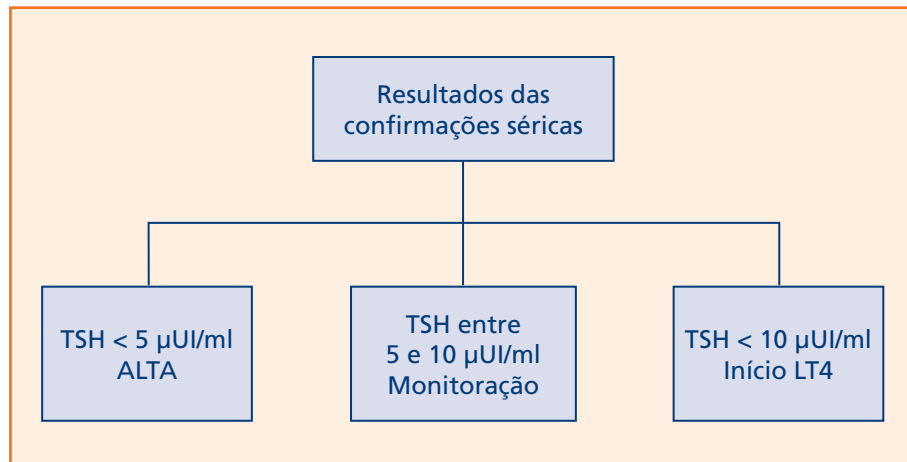 Resultados das
confirmações séricas
TSH < 5 µUI/ml
ALTA
TSH entre
5 e 10 µUI/ml
Monitoração
TSH < 10 µUI/ml
Início LT4